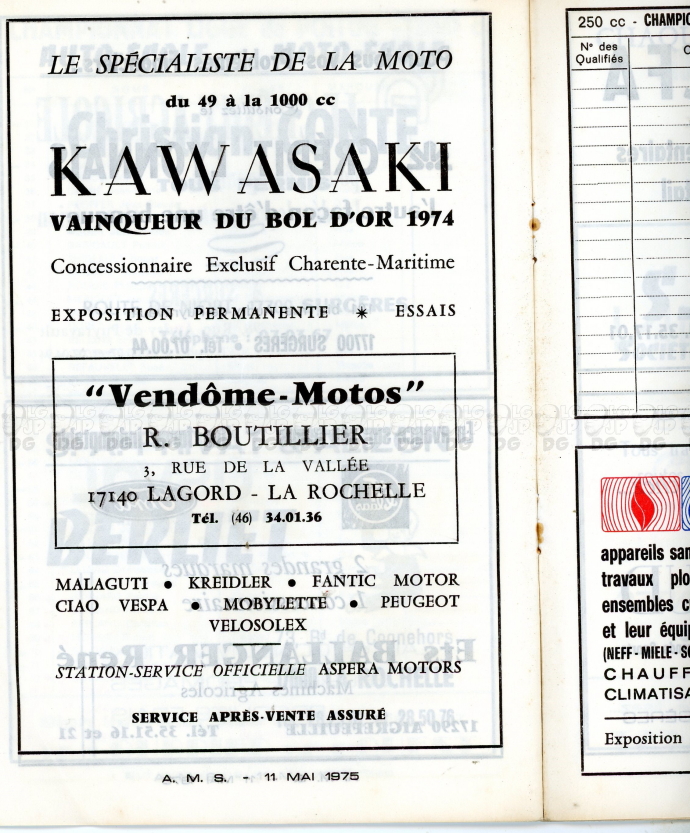 LE SPÉCIALISTE DE LA MOTO
du 49 à la 1000 cc
KAWASAKI
VAINQUEUR DU BOL D'OR 1974
Concessionnaire Exclusif Charente-Maritime
EXPOSITION PERMANENTE * ESSAIS
"Vendôme-Motos"
R. BOUTILLIER
3, RUE DE LA VALLÉE
17140 LAGORD - LA ROCHELLE
Tél. (46) 34.01.36
MALAGUTI • KREIDLER • FANTIC MOTOR
CIAO VESPA • MOBYLETTE • PEUGEOT
VELOSOLEX
STATION-SERVICE OFFICIELLE ASPERA MOTORS
SERVICE APRÈS-VENTE ASSURÉ
A. M. S. - 11 MAI 1975
250 cc - CHAMPIO
N° des
Qualifiés
appareils san
travaux plo
ensembles c
et leur équip
(NEFF - MIELE - S
CHAUFF
CLIMATISA
Exposition